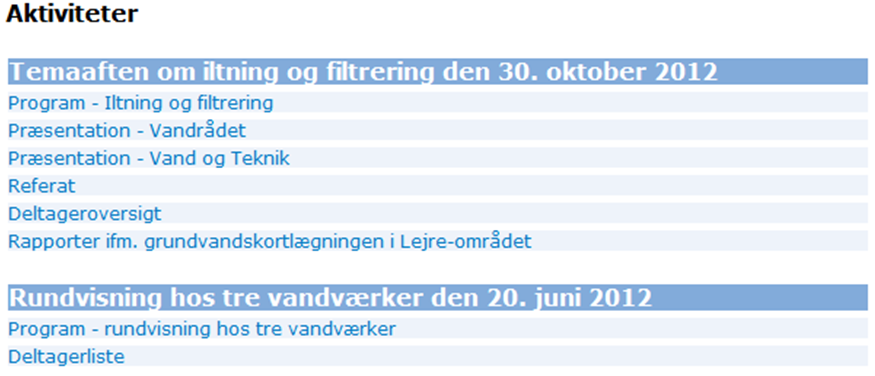 Aktiviteter
Temaaften om iltning og filtrering den 30. oktober 2012
Program - Iltning og filtrering
Præsentation - Vandrådet
Præsentation - Vand og Teknik
Referat
Deltageroversigt
Rapporter ifm. grundvandskortlægningen i Lejre-området
Rundvisning hos tre vandværker den 20. juni 2012
Program - rundvisning hos tre vandværker
Deltagerliste